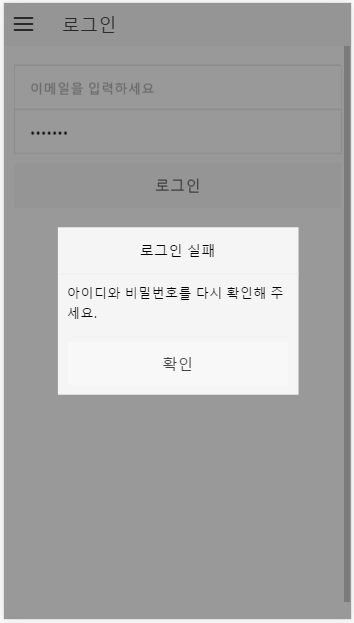 로그인
이메일을 입력하세요
•••••••
로그인
로그인 실패
아이디와 비밀번호를 다시 확인해 주
세요.
확인